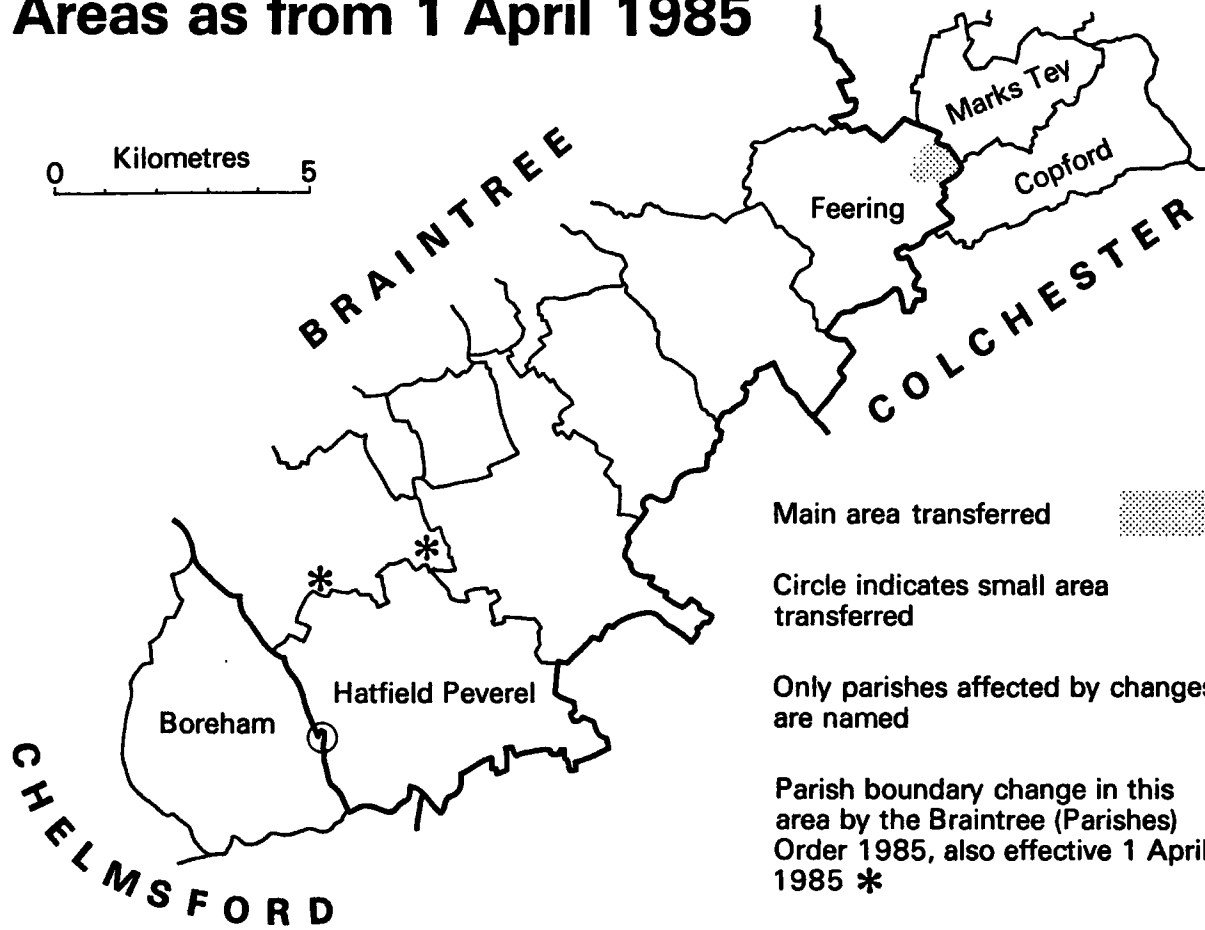 Areas as from 1 April 1985
0 Kilometres 5
BRAINTREE
Marks Tey
Copford
Feering
COLCHESTER
Main area transferred
Circle indicates small area
transferred
Only parishes affected by changes
are named
Parish boundary change in this
area by the Braintree (Parishes)
Order 1985, also effective 1 April
1985 *
Hatfield Peverel
Boreham
CHELMSFORD